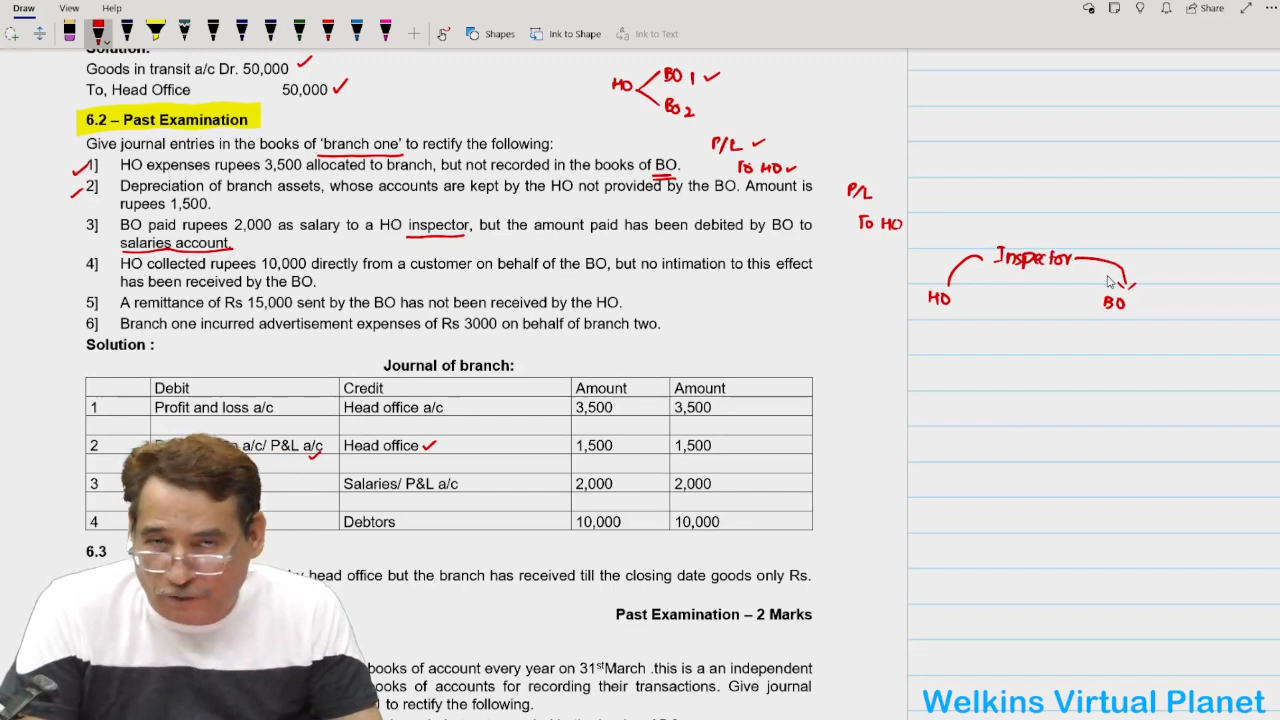 Draw View Help Share
Shapes Ink to Shape Ink to Text
Solution:
Goods in transit a/c Dr. 50,000
To, Head Office 50,000
HO BO 1
BO 2
6.2 – Past Examination
Give journal entries in the books of ‘branch one’ to rectify the following:
P/L
1] HO expenses rupees 3,500 allocated to branch, but not recorded in the books of BO.
To HO
2] Depreciation of branch assets, whose accounts are kept by the HO not provided by the BO. Amount is
rupees 1,500.
P/L
To HO
3] BO paid rupees 2,000 as salary to a HO inspector, but the amount paid has been debited by BO to
salaries account.
Inspector
HO BO
4] HO collected rupees 10,000 directly from a customer on behalf of the BO, but no intimation to this effect
has been received by the BO.
5] A remittance of Rs 15,000 sent by the BO has not been received by the HO.
6] Branch one incurred advertisement expenses of Rs 3000 on behalf of branch two.
Solution :
Journal of branch:
Debit Credit Amount Amount
1 Profit and loss a/c Head office a/c 3,500 3,500
2 a/c/ P&L a/c Head office 1,500 1,500
3 Salaries/ P&L a/c 2,000 2,000
4 Debtors 10,000 10,000
6.3
by head office but the branch has received till the closing date goods only Rs.
Past Examination – 2 Marks
books of account every year on 31stMarch .this is a an independent
books of accounts for recording their transactions. Give journal
to rectify the following.
Welkins Virtual Planet